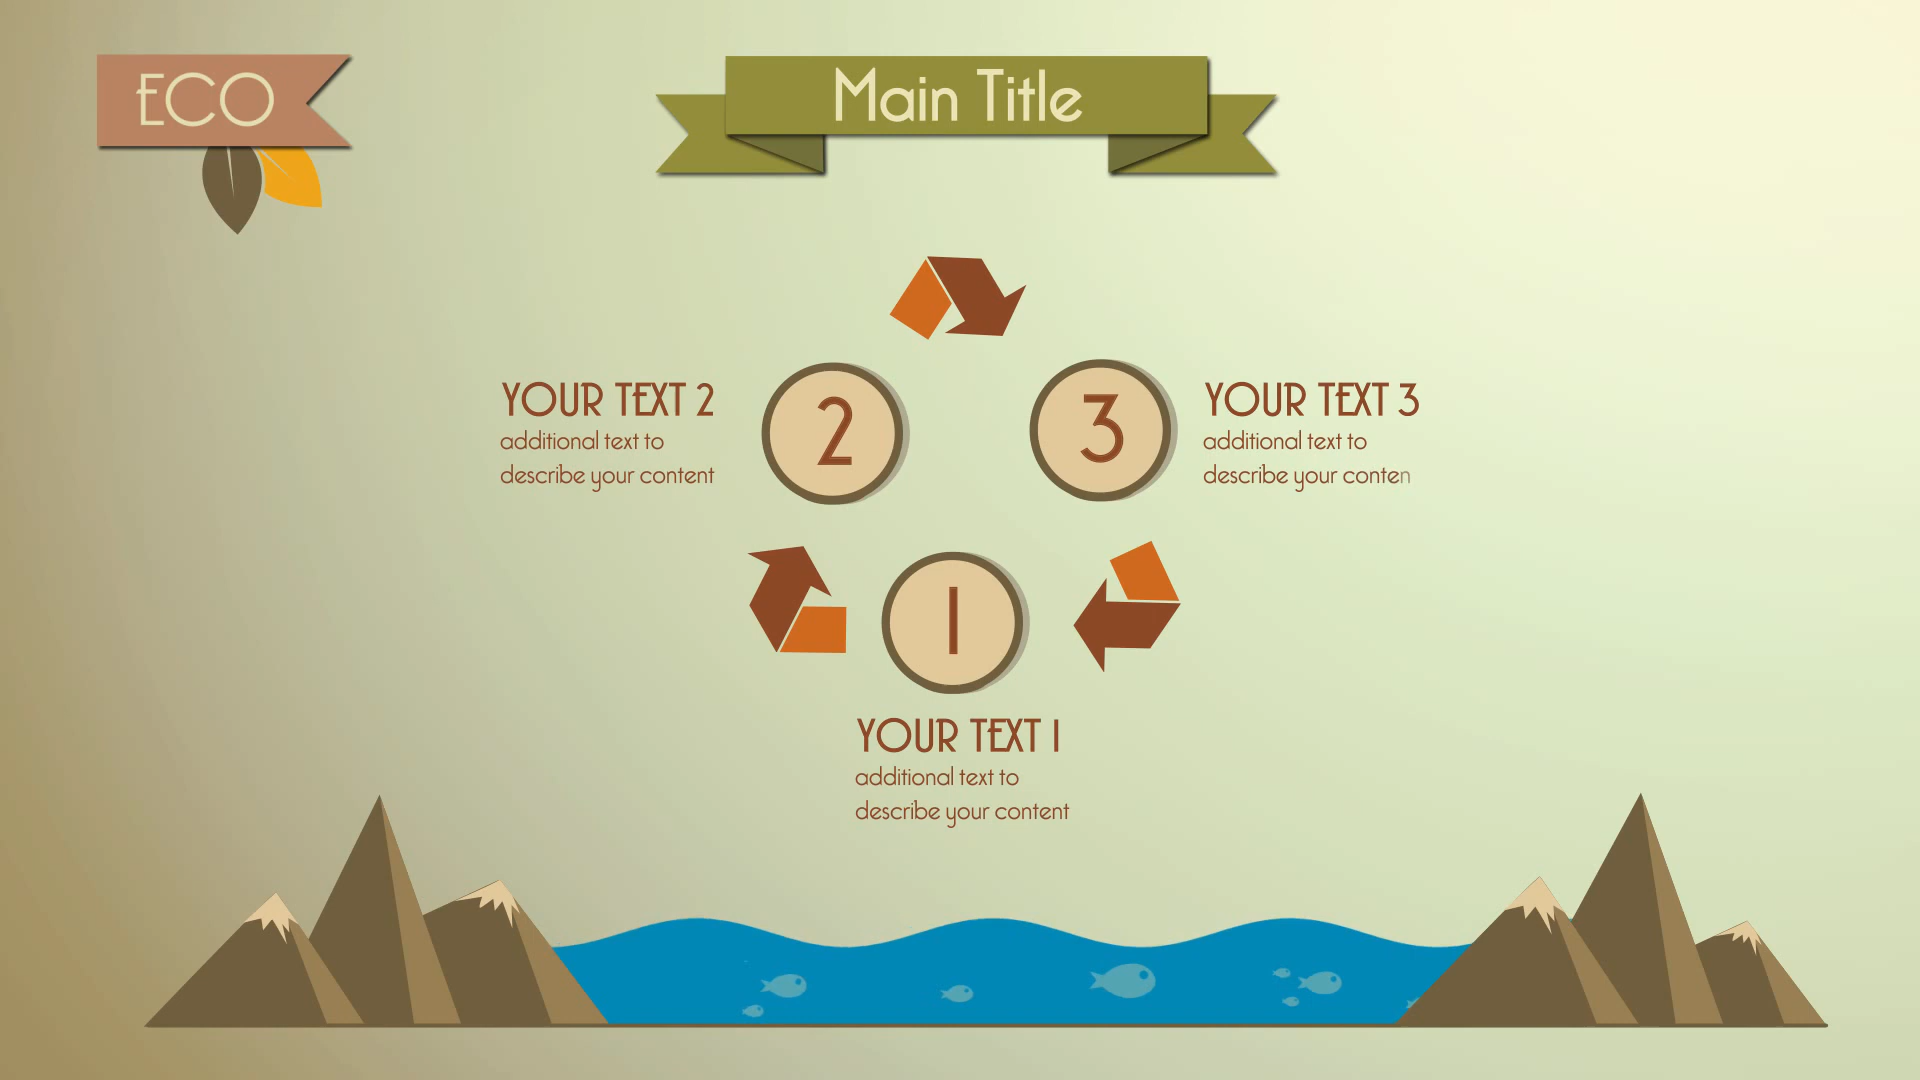 ECO
Main Title
YOUR TEXT 2
additional text to
describe your content
2
3
YOUR TEXT 3
additional text to
describe your conten
1
YOUR TEXT 1
additional text to
describe your content